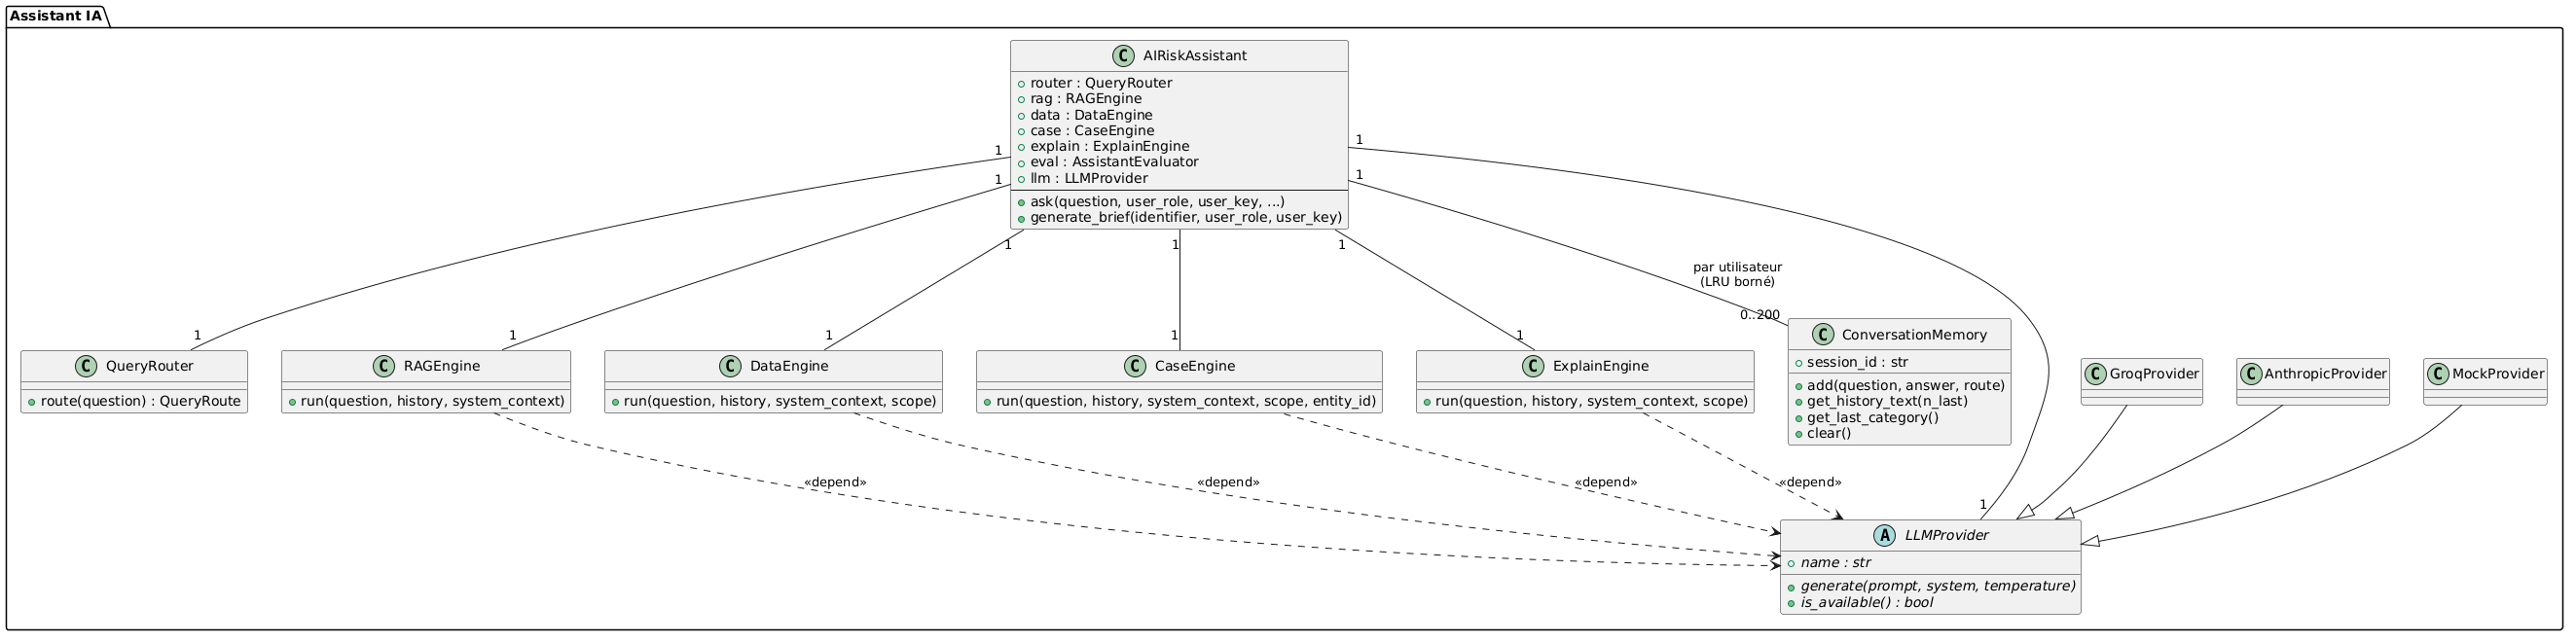 Assistant IA
C AIRiskAssistant
router : QueryRouter
rag : RAGEngine
data : DataEngine
case : CaseEngine
explain : ExplainEngine
eval : AssistantEvaluator
llm : LLMProvider
ask(question, user_role, user_key, ...)
generate_brief(identifier, user_role, user_key)
1
1
1
1
1
1
1
par utilisateur
(LRU borné)
0..200
1
1
1
1
1
C QueryRouter
route(question) : QueryRoute
C RAGEngine
run(question, history, system_context)
C DataEngine
run(question, history, system_context, scope)
C CaseEngine
run(question, history, system_context, scope, entity_id)
C ExplainEngine
run(question, history, system_context, scope)
C ConversationMemory
session_id : str
add(question, answer, route)
get_history_text(n_last)
get_last_category()
clear()
C GroqProvider
C AnthropicProvider
C MockProvider
«depend»
«depend»
«depend»
«depend»
1
A LLMProvider
name : str
generate(prompt, system, temperature)
is_available() : bool